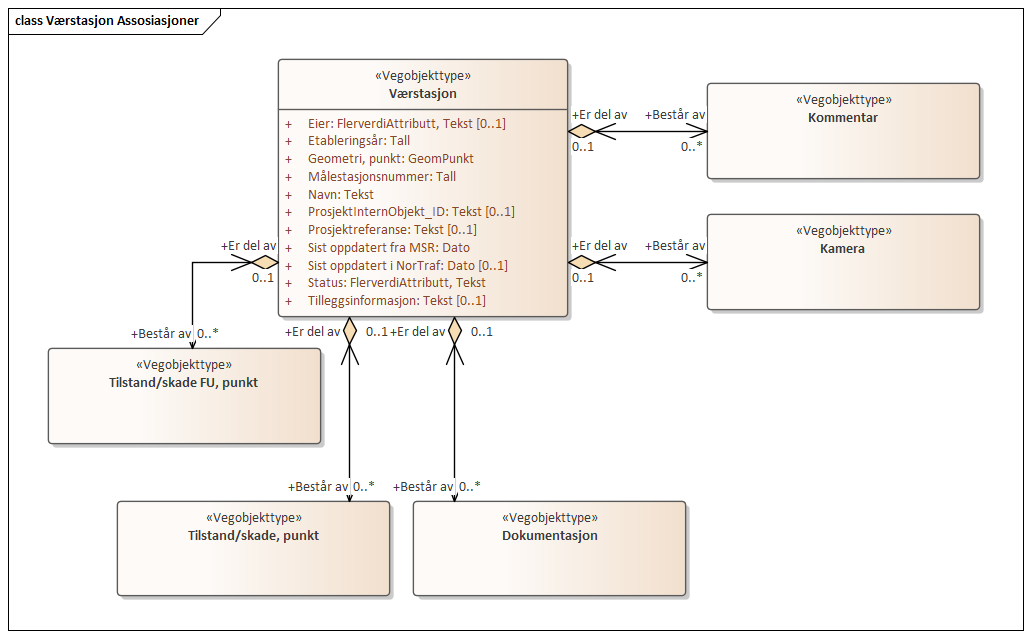 class Værstasjon Assosiasjoner
«Vegobjekttype»
Værstasjon
+ Eier: FlerverdiAttributt, Tekst [0..1]
+ Etableringsår: Tall
+ Geometri, punkt: GeomPunkt
+ Målestasjonsnummer: Tall
+ Navn: Tekst
+ ProsjektInternObjekt_ID: Tekst [0..1]
+ Prosjektreferanse: Tekst [0..1]
+ Sist oppdatert fra MSR: Dato
+ Sist oppdatert i NorTraf: Dato [0..1]
+ Status: FlerverdiAttributt, Tekst
+ Tilleggsinformasjon: Tekst [0..1]
+Er del av
0..1
+Består av
0..*
«Vegobjekttype»
Kommentar
+Er del av
0..1
+Består av
0..*
«Vegobjekttype»
Kamera
+Er del av
0..1
+Består av 0..*
«Vegobjekttype»
Tilstand/skade FU, punkt
+Er del av 0..1
+Består av 0..*
«Vegobjekttype»
Tilstand/skade, punkt
+Er del av 0..1
+Består av 0..*
«Vegobjekttype»
Dokumentasjon